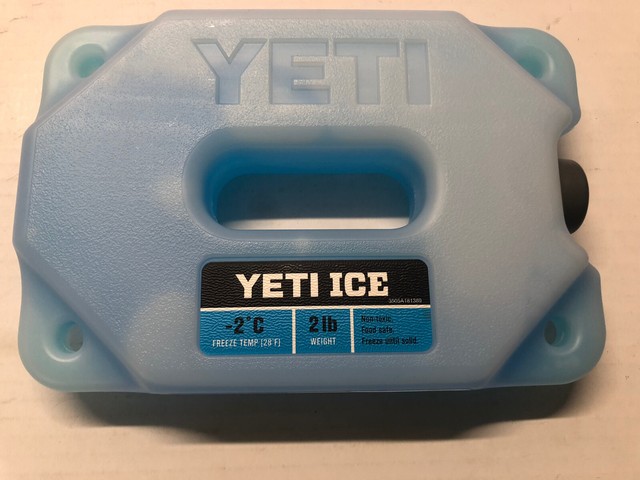 YETI
YETI ICE
-2°C
FREEZE TEMP [28°F]
2 lb
WEIGHT
Non-toxic.
Food safe.
Freeze until solid.